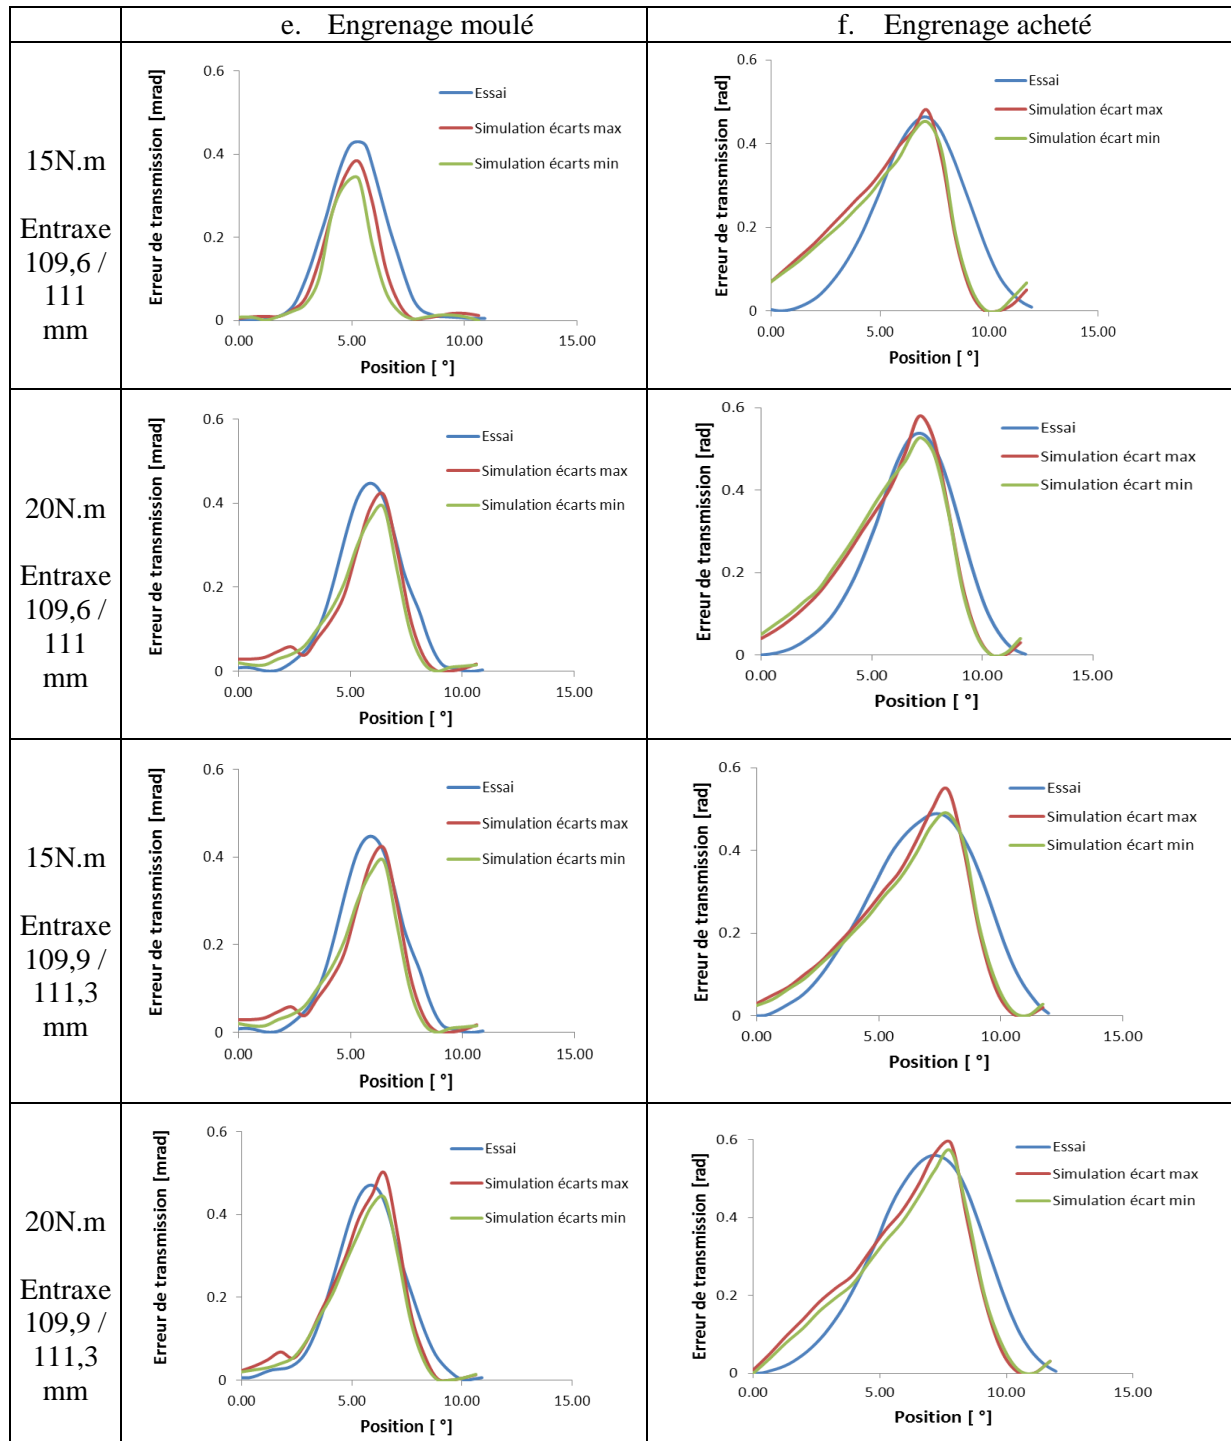 e. Engrenage moulé
f. Engrenage acheté
15N.m
Entraxe
109,6 /
111
mm
Erreur de transmission [mrad]
0.6
0.4
0.2
0
0.00
5.00
10.00
15.00
Position [ °]
Essai
Simulation écarts max
Simulation écarts min
Erreur de transmission [rad]
0.6
0.4
0.2
0
0.00
5.00
10.00
15.00
Position [ °]
Essai
Simulation écart max
Simulation écart min
20N.m
Entraxe
109,6 /
111
mm
Erreur de transmission [mrad]
0.6
0.4
0.2
0
0.00
5.00
10.00
15.00
Position [ °]
Essai
Simulation écarts max
Simulation écarts min
Erreur de transmission [rad]
0.6
0.4
0.2
0
0.00
5.00
10.00
15.00
Position [ °]
Essai
Simulation écart max
Simulation écart min
15N.m
Entraxe
109,9 /
111,3
mm
Erreur de transmission [mrad]
0.6
0.4
0.2
0
0.00
5.00
10.00
15.00
Position [ °]
Essai
Simulation écarts max
Simulation écarts min
Erreur de transmission [rad]
0.6
0.4
0.2
0
0.00
5.00
10.00
15.00
Position [ °]
Essai
Simulation écart max
Simulation écart min
20N.m
Entraxe
109,9 /
111,3
mm
Erreur de transmission [mrad]
0.6
0.4
0.2
0
0.00
5.00
10.00
15.00
Position [ °]
Essai
Simulation écarts max
Simulation écarts min
Erreur de transmission [rad]
0.6
0.4
0.2
0
0.00
5.00
10.00
15.00
Position [ °]
Essai
Simulation écart max
Simulation écart min